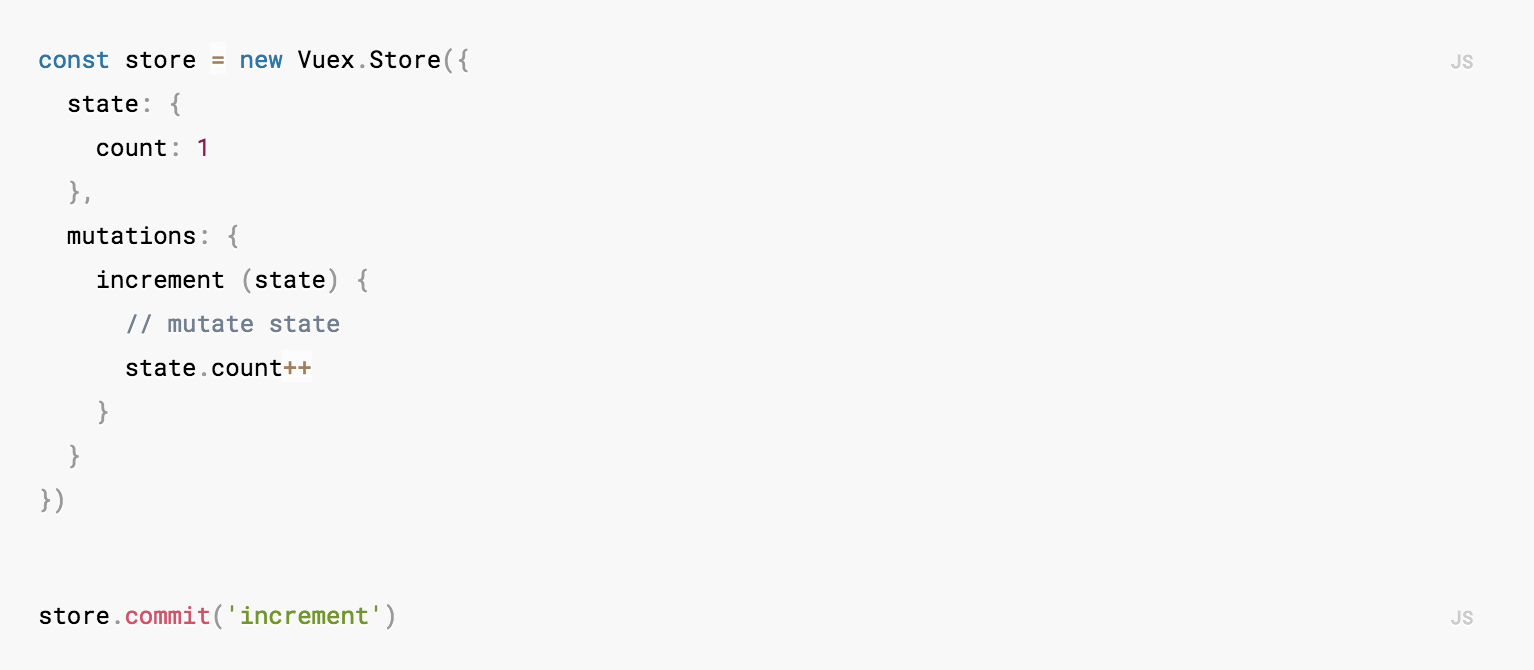 const store = new Vuex.Store({
JS
  state: {
    count: 1
  },
  mutations: {
    increment (state) {
      // mutate state
      state.count++
    }
  }
})
store.commit('increment')
JS